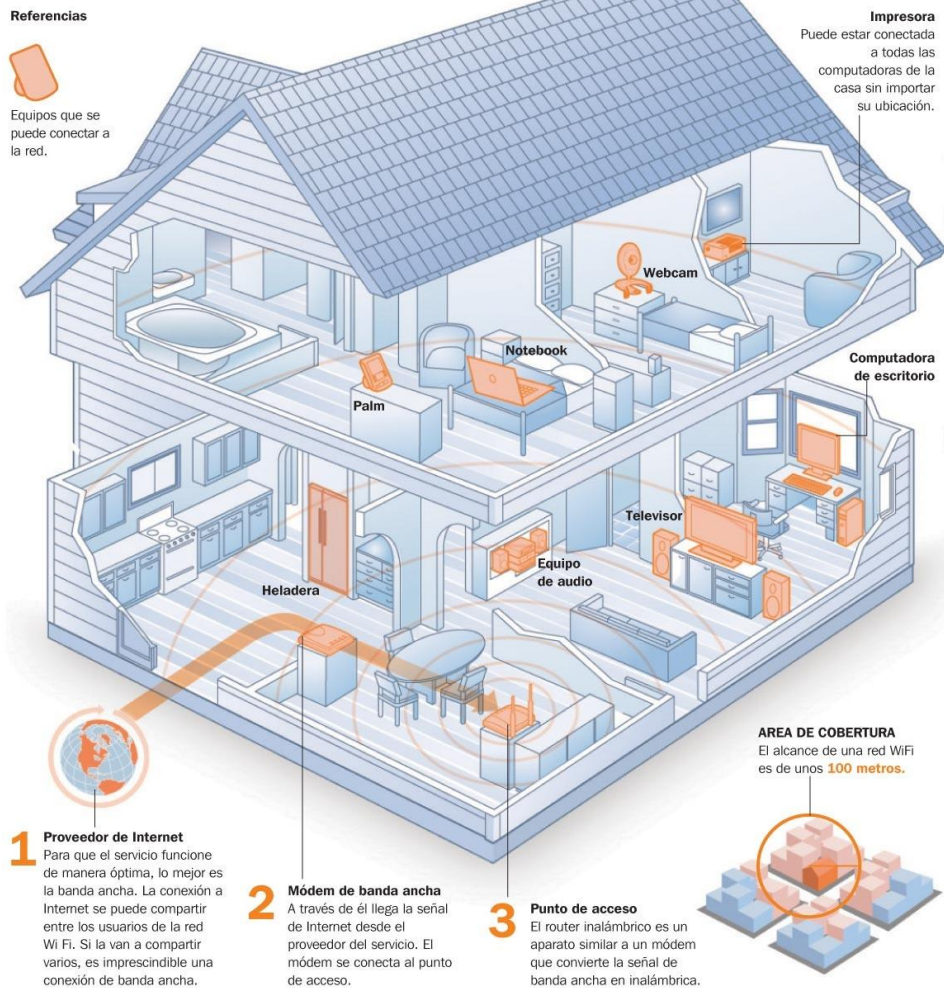 Referencias
Equipos que se
puede conectar a
la red.
Impresora
Puede estar conectada
a todas las
computadoras de la
casa sin importar
su ubicación.
Webcam
Notebook
Palm
Computadora
de escritorio
Televisor
Equipo
de audio
Heladera
AREA DE COBERTURA
El alcance de una red WiFi
es de unos 100 metros.
1
Proveedor de Internet
Para que el servicio funcione
de manera óptima, lo mejor es
la banda ancha. La conexión a
Internet se puede compartir
entre los usuarios de la red
Wi Fi. Si la van a compartir
varios, es imprescindible una
conexión de banda ancha.
2
Módem de banda ancha
A través de él llega la señal
de Internet desde el
proveedor del servicio. El
módem se conecta al punto
de acceso.
3
Punto de acceso
El router inalámbrico es un
aparato similar a un módem
que convierte la señal de
banda ancha en inalámbrica.